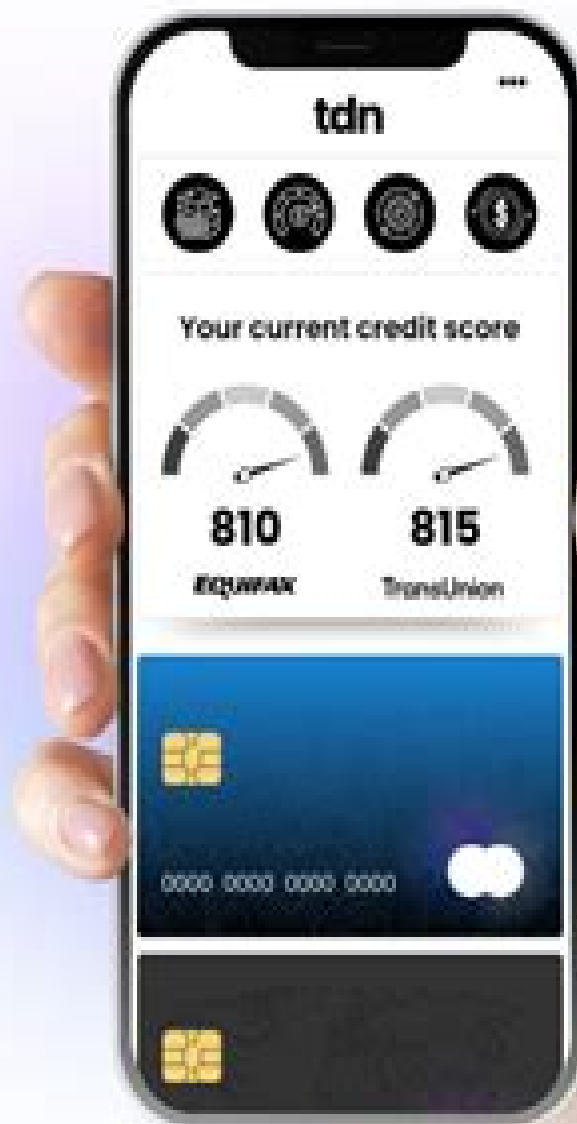 tdn
$
Your current credit score
810 815
EQUIFAX TransUnion
0000 0000 0000 0000